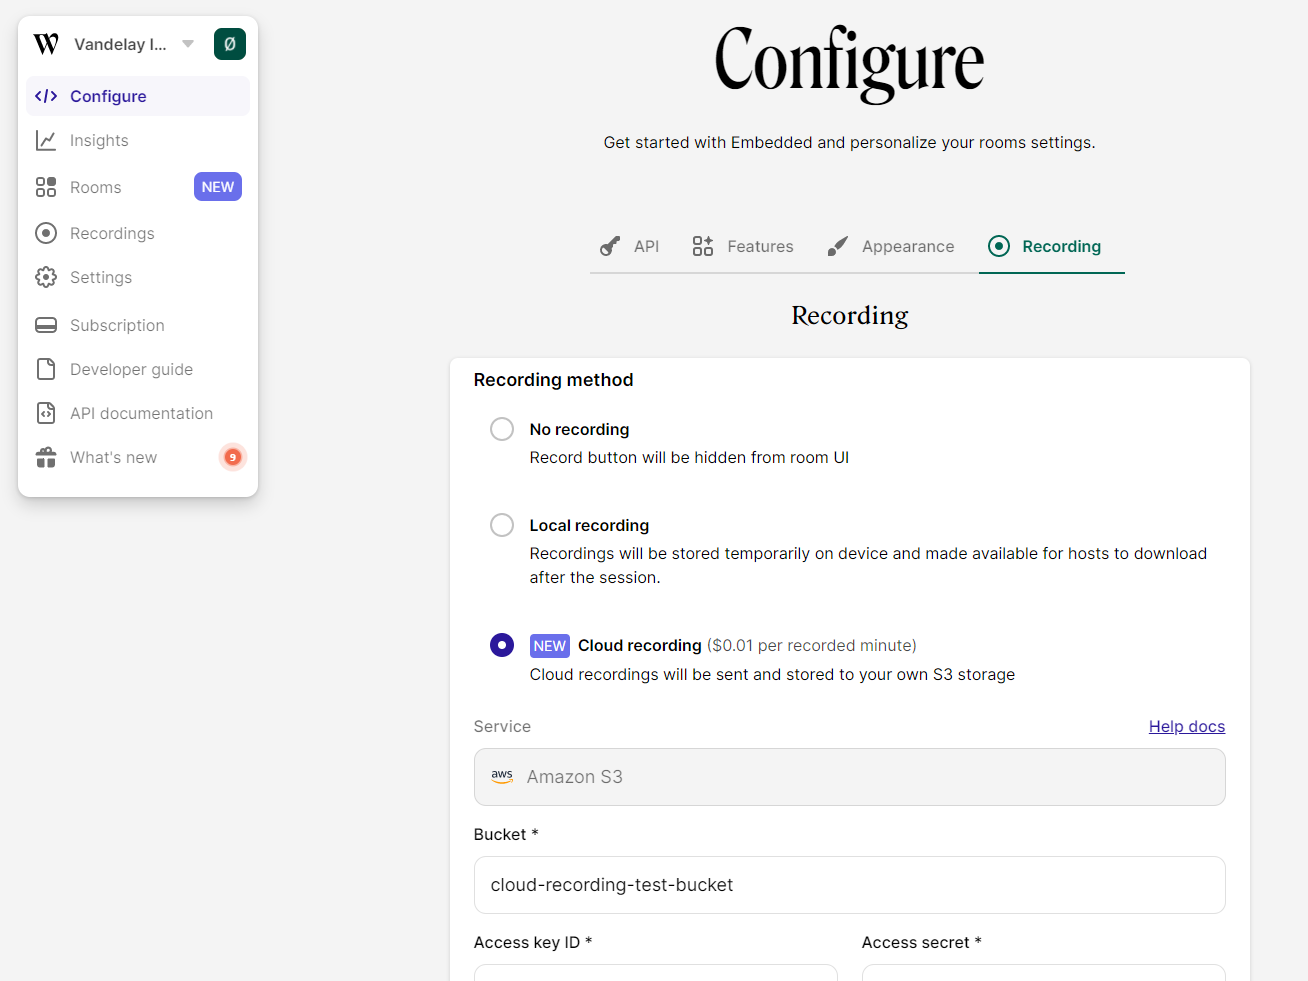 W
Vandelay I...
Ø
Configure
Insights
Rooms
NEW
Recordings
Settings
Subscription
Developer guide
API documentation
What's new
9
Configure
Get started with Embedded and personalize your rooms settings.
API
Features
Appearance
Recording
Recording
Recording method
No recording
Record button will be hidden from room UI
Local recording
Recordings will be stored temporarily on device and made available for hosts to download
after the session.
NEW Cloud recording ($0.01 per recorded minute)
Cloud recordings will be sent and stored to your own S3 storage
Service
Help docs
aws Amazon S3
Bucket *
cloud-recording-test-bucket
Access key ID *
Access secret *